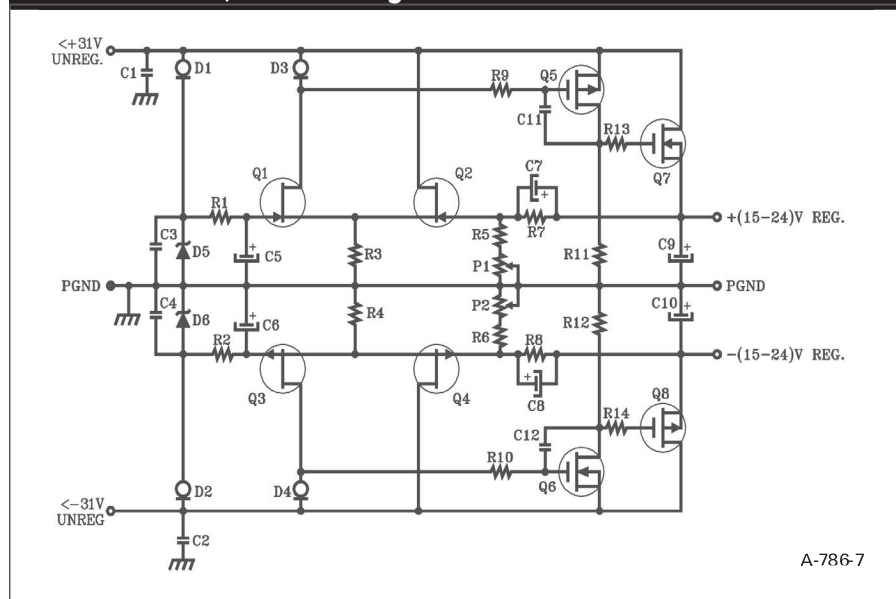 <+31V
UNREG.
C1
D1
D3
R9
Q5
C11
R13
Q7
Q1
Q2
C7
R1
+
R7
+(15-24)V REG.
C3
D5
+
C5
R3
R5
P1
R11
C9
+
PGND
PGND
C4
D6
+
C6
R4
P2
R6
R12
C10
+
R2
R8
-(15-24)V REG.
Q3
Q4
+
C8
Q8
R14
C12
R10
Q6
D2
D4
<-31V
UNREG
C2
A-786-7